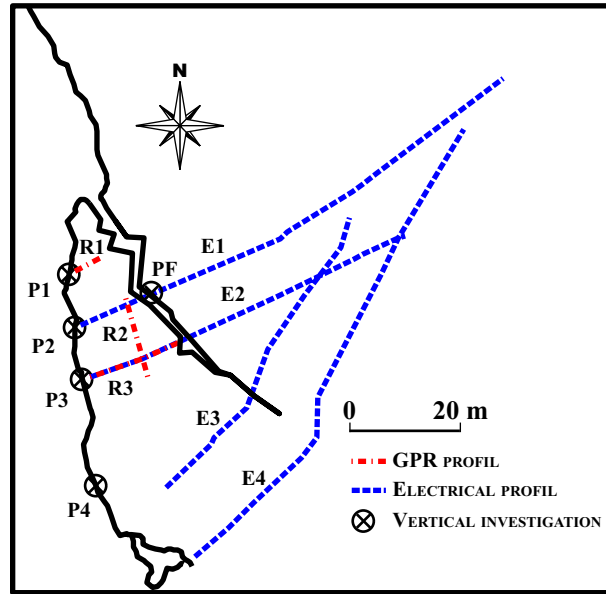 N
R1
E1
P1
PF
E2
P2
R2
P3
R3
E3
0 20 m
GPR PROFIL
E4
ELECTRICAL PROFIL
P4
VERTICAL INVESTIGATION